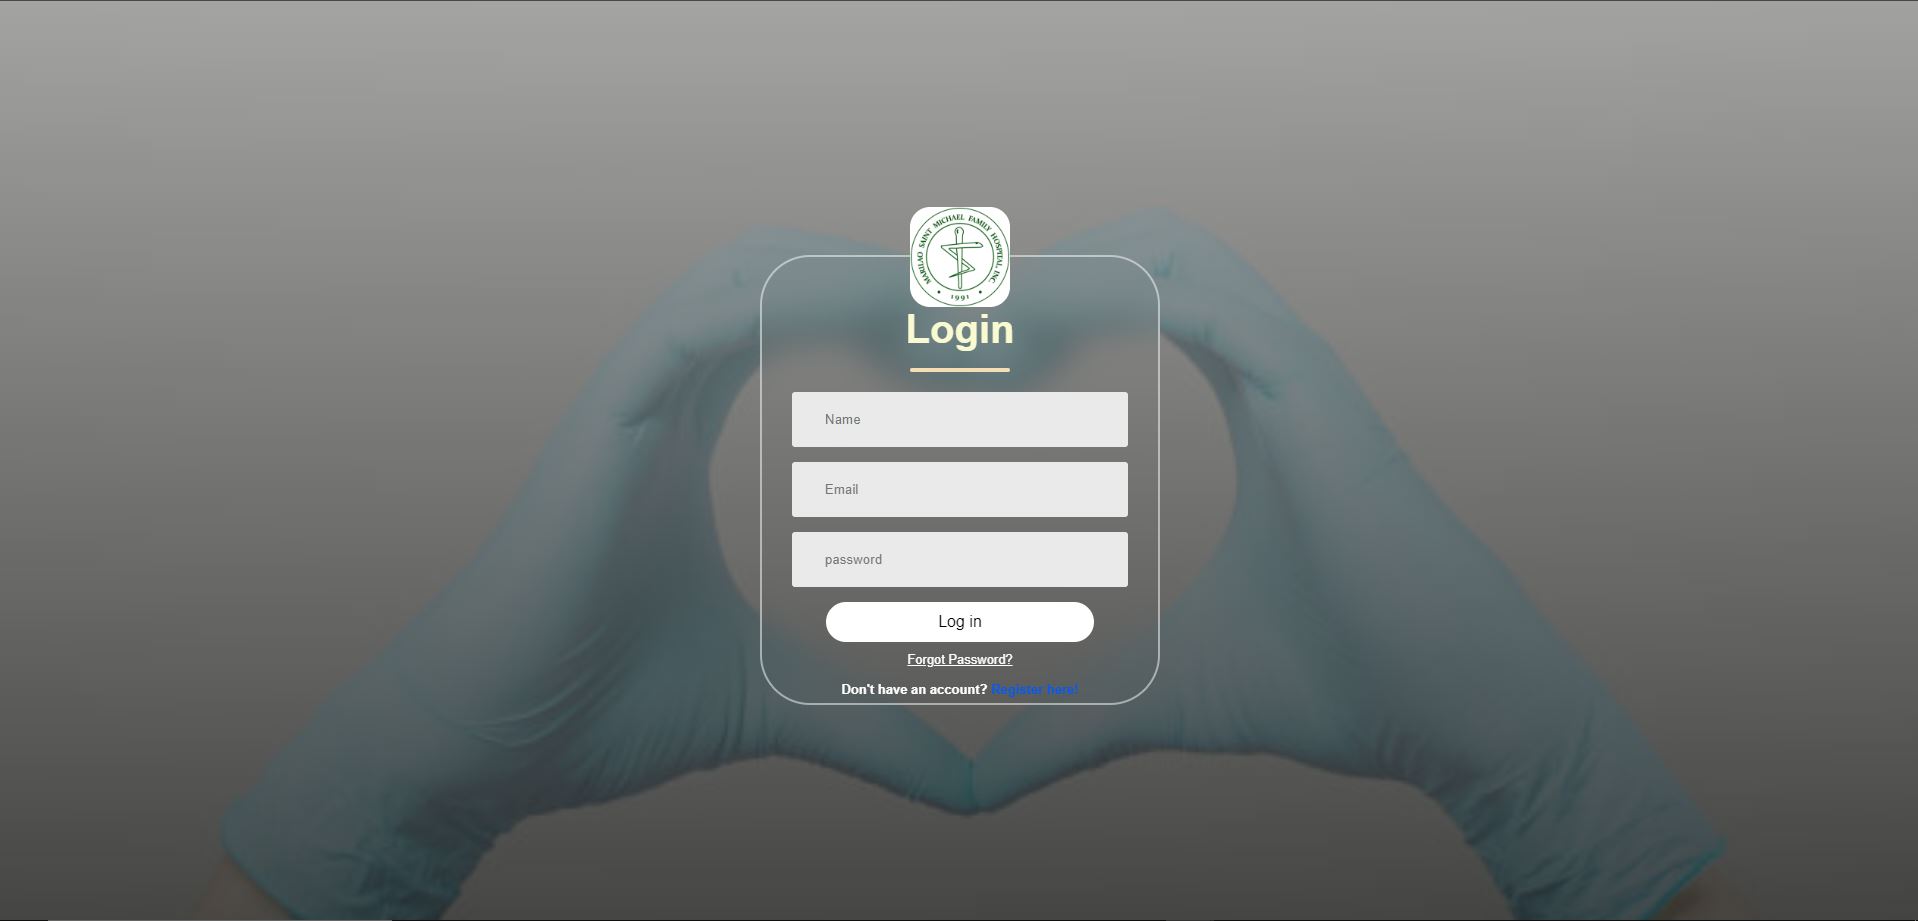 MARILAO SAINT MICHAEL FAMILY HOSPITAL, INC.
1991
Login
Name
Email
password
Log in
Forgot Password?
Don't have an account? Register here!